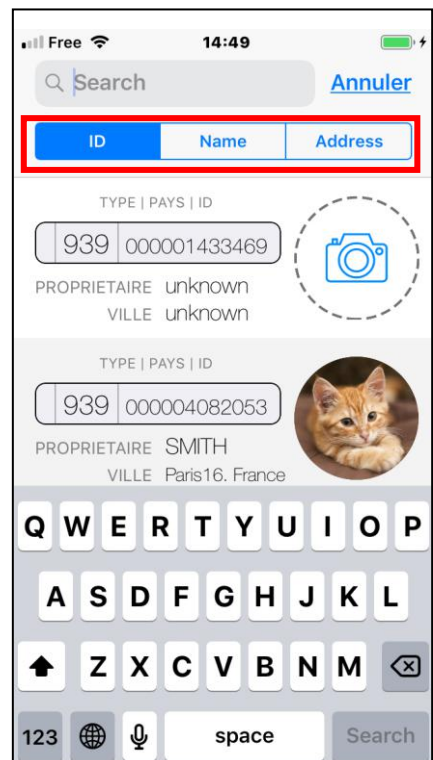 Free 14:49
Search Annuler
ID Name Address
TYPE | PAYS | ID
939 000001433469
PROPRIETAIRE unknown
VILLE unknown
TYPE | PAYS | ID
939 000004082053
PROPRIETAIRE SMITH
VILLE Paris16. France
Q W E R T Y U I O P
A S D F G H J K L
Z X C V B N M
123 space Search